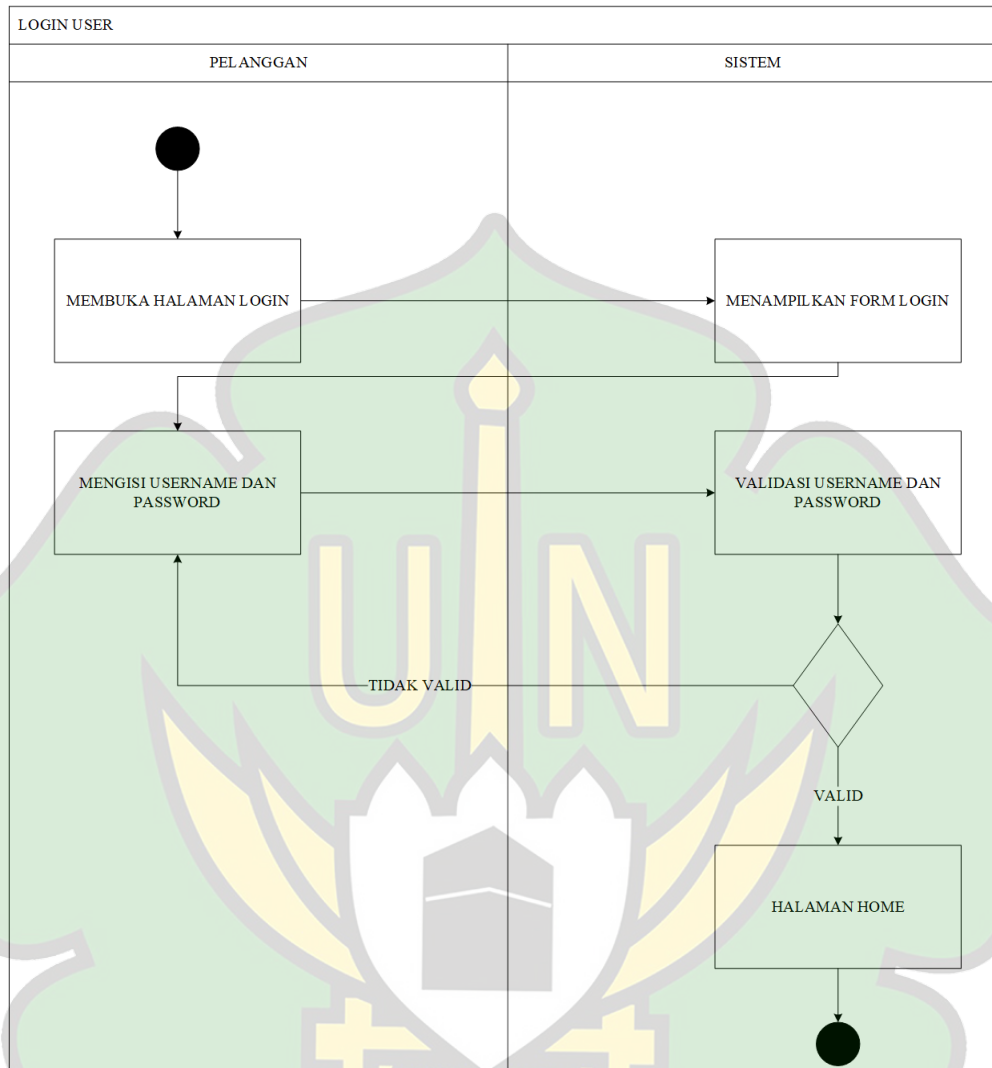 LOGIN USER
PELANGGAN
SISTEM
MEMBUKA HALAMAN LOGIN
MENAMPILKAN FORM LOGIN
MENGISI USERNAME DAN
PASSWORD
VALIDASI USERNAME DAN
PASSWORD
TIDAK VALID
VALID
HALAMAN HOME
UIN